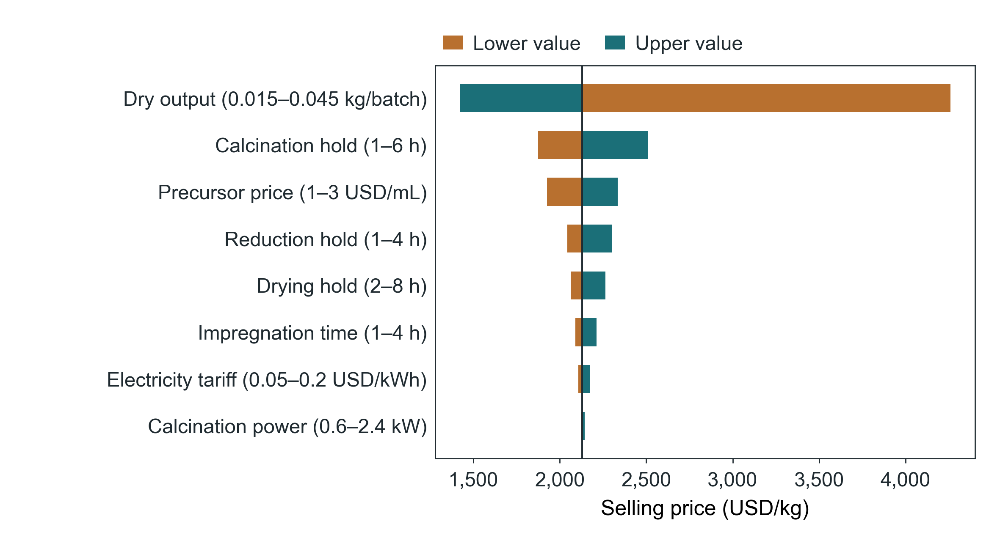 Lower value
Upper value
Dry output (0.015–0.045 kg/batch)
Calcination hold (1–6 h)
Precursor price (1–3 USD/mL)
Reduction hold (1–4 h)
Drying hold (2–8 h)
Impregnation time (1–4 h)
Electricity tariff (0.05–0.2 USD/kWh)
Calcination power (0.6–2.4 kW)
1,500 2,000 2,500 3,000 3,500 4,000
Selling price (USD/kg)